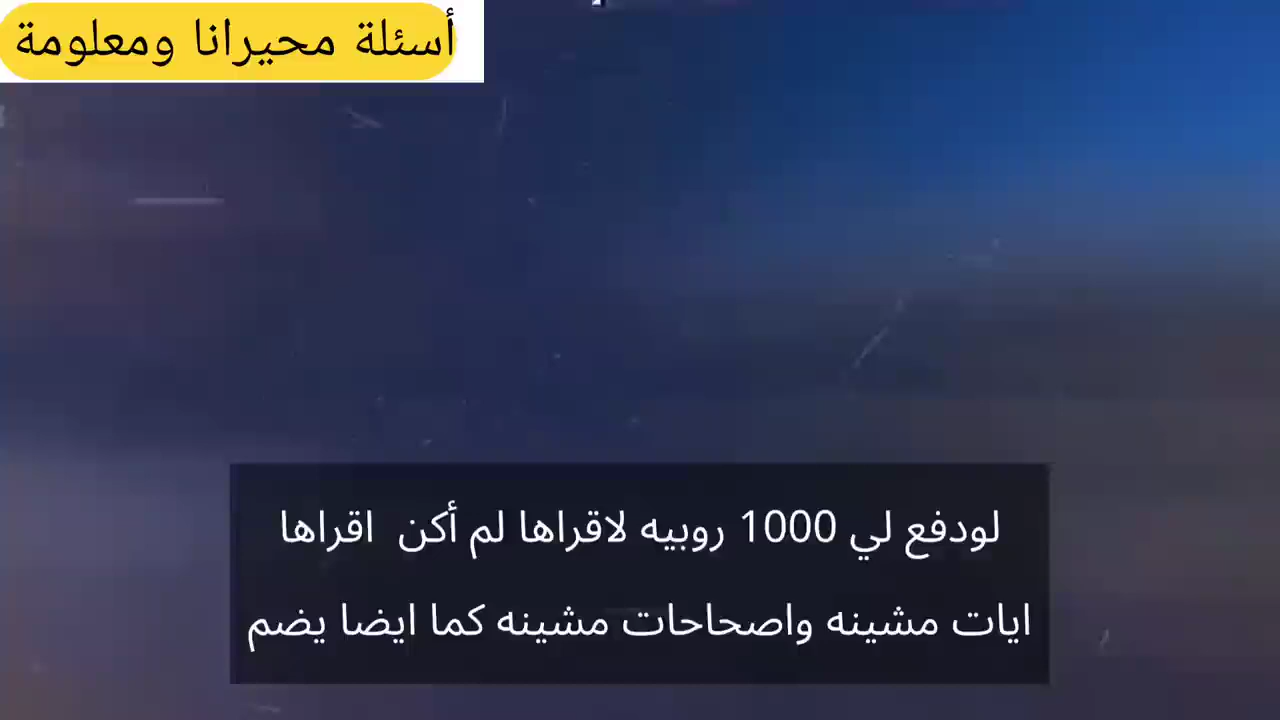 أسئلة محيرانا ومعلومة
لودفع لي 1000 روبيه لاقراها لم أكن اقراها
ايات مشينه واصحاحات مشينه كما ايضا يضم